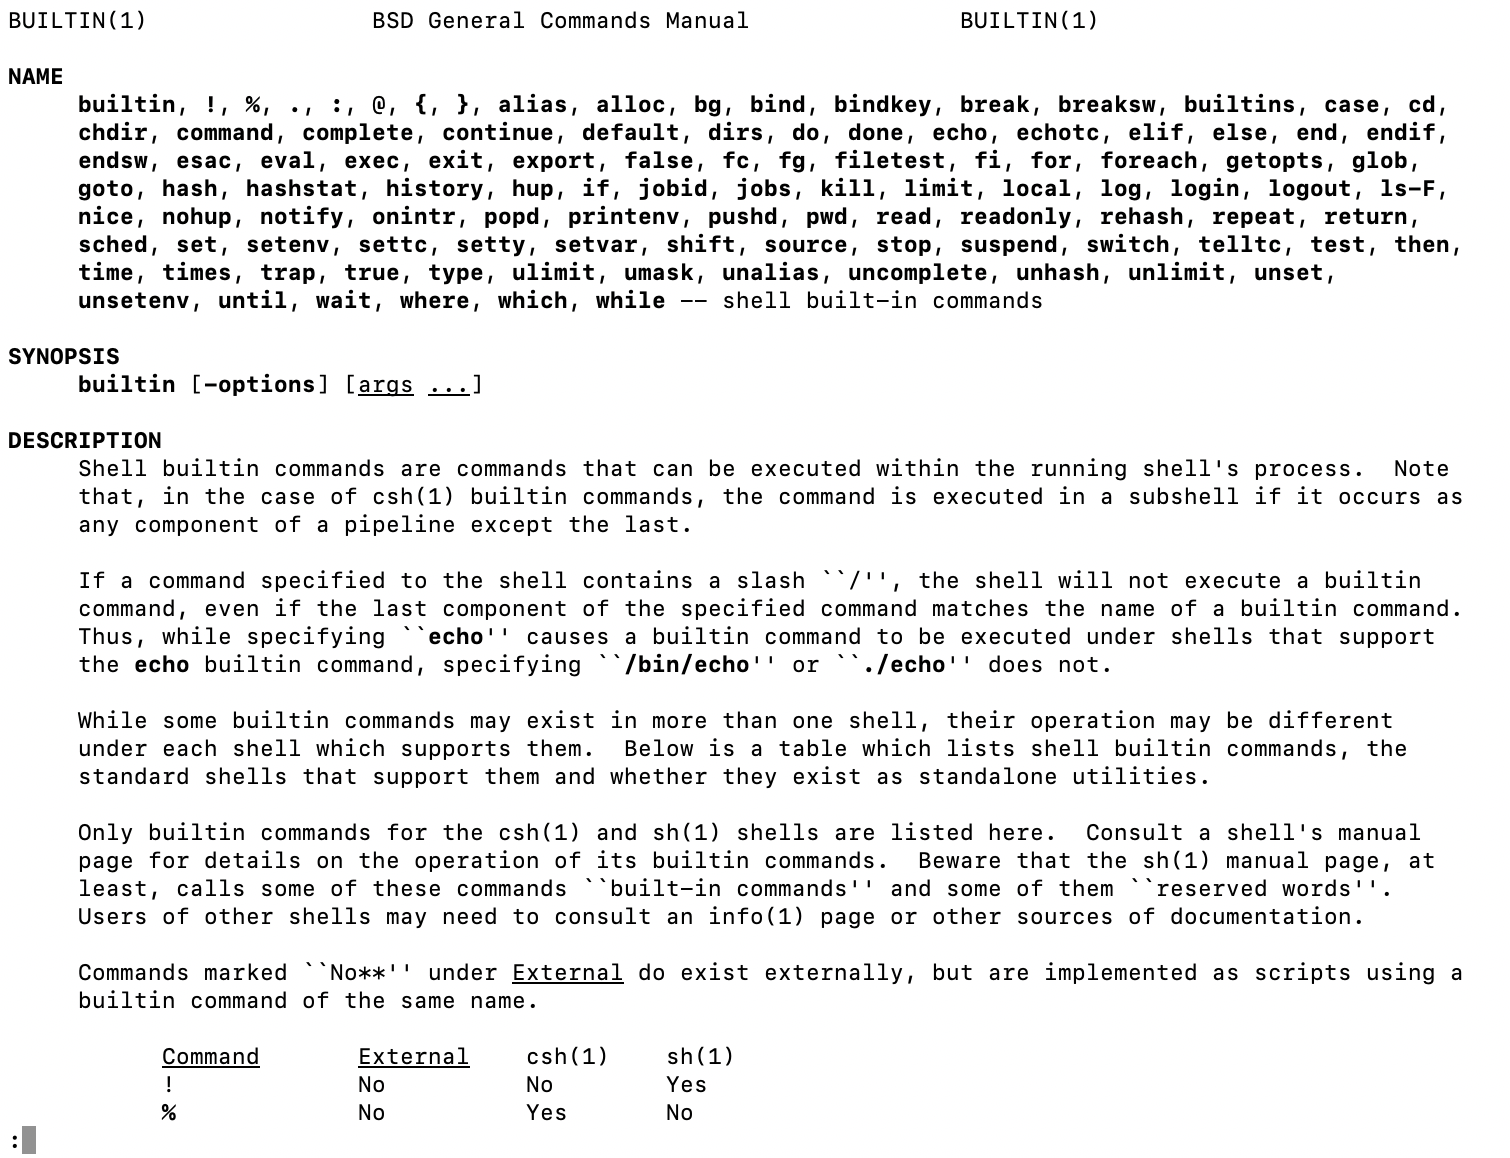 BUILTIN(1)                BSD General Commands Manual               BUILTIN(1)
NAME
     builtin, !, %, ., :, @, {, }, alias, alloc, bg, bind, bindkey, break, breaksw, builtins, case, cd,
     chdir, command, complete, continue, default, dirs, do, done, echo, echotc, elif, else, end, endif,
     endsw, esac, eval, exec, exit, export, false, fc, fg, filetest, fi, for, foreach, getopts, glob,
     goto, hash, hashstat, history, hup, if, jobid, jobs, kill, limit, local, log, login, logout, ls-F,
     nice, nohup, notify, onintr, popd, printenv, pushd, pwd, read, readonly, rehash, repeat, return,
     sched, set, setenv, settc, setty, setvar, shift, source, stop, suspend, switch, telltc, test, then,
     time, times, trap, true, type, ulimit, umask, unalias, uncomplete, unhash, unlimit, unset,
     unsetenv, until, wait, where, which, while -- shell built-in commands
SYNOPSIS
     builtin [-options] [args ...]
DESCRIPTION
     Shell builtin commands are commands that can be executed within the running shell's process.  Note
     that, in the case of csh(1) builtin commands, the command is executed in a subshell if it occurs as
     any component of a pipeline except the last.
     If a command specified to the shell contains a slash ``/'', the shell will not execute a builtin
     command, even if the last component of the specified command matches the name of a builtin command.
     Thus, while specifying ``echo'' causes a builtin command to be executed under shells that support
     the echo builtin command, specifying ``/bin/echo'' or ``./echo'' does not.
     While some builtin commands may exist in more than one shell, their operation may be different
     under each shell which supports them.  Below is a table which lists shell builtin commands, the
     standard shells that support them and whether they exist as standalone utilities.
     Only builtin commands for the csh(1) and sh(1) shells are listed here.  Consult a shell's manual
     page for details on the operation of its builtin commands.  Beware that the sh(1) manual page, at
     least, calls some of these commands ``built-in commands'' and some of them ``reserved words''.
     Users of other shells may need to consult an info(1) page or other sources of documentation.
     Commands marked ``No**'' under External do exist externally, but are implemented as scripts using a
     builtin command of the same name.
           Command       External    csh(1)    sh(1)
           !             No          No        Yes
           %             No          Yes       No
: